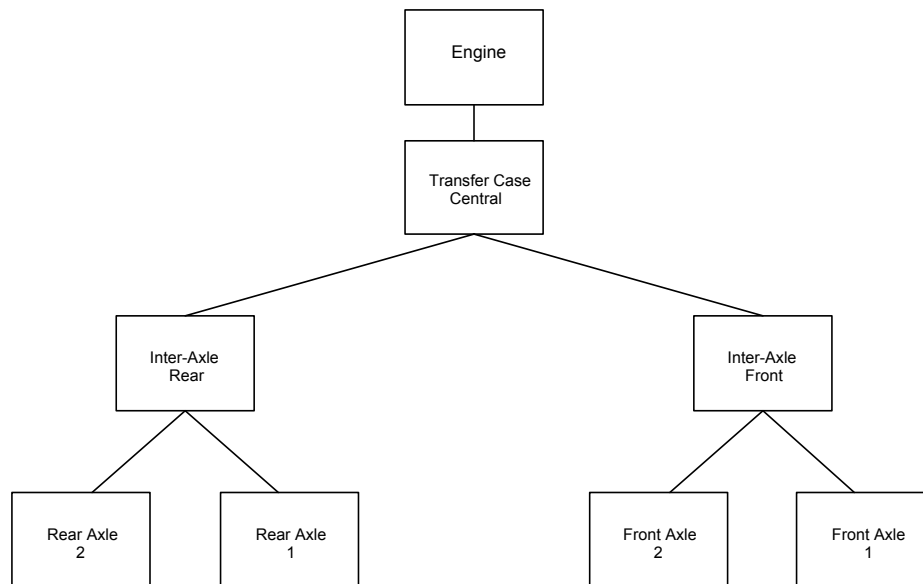 Engine
Transfer Case
Central
Inter-Axle
Rear
Inter-Axle
Front
Rear Axle
2
Rear Axle
1
Front Axle
2
Front Axle
1